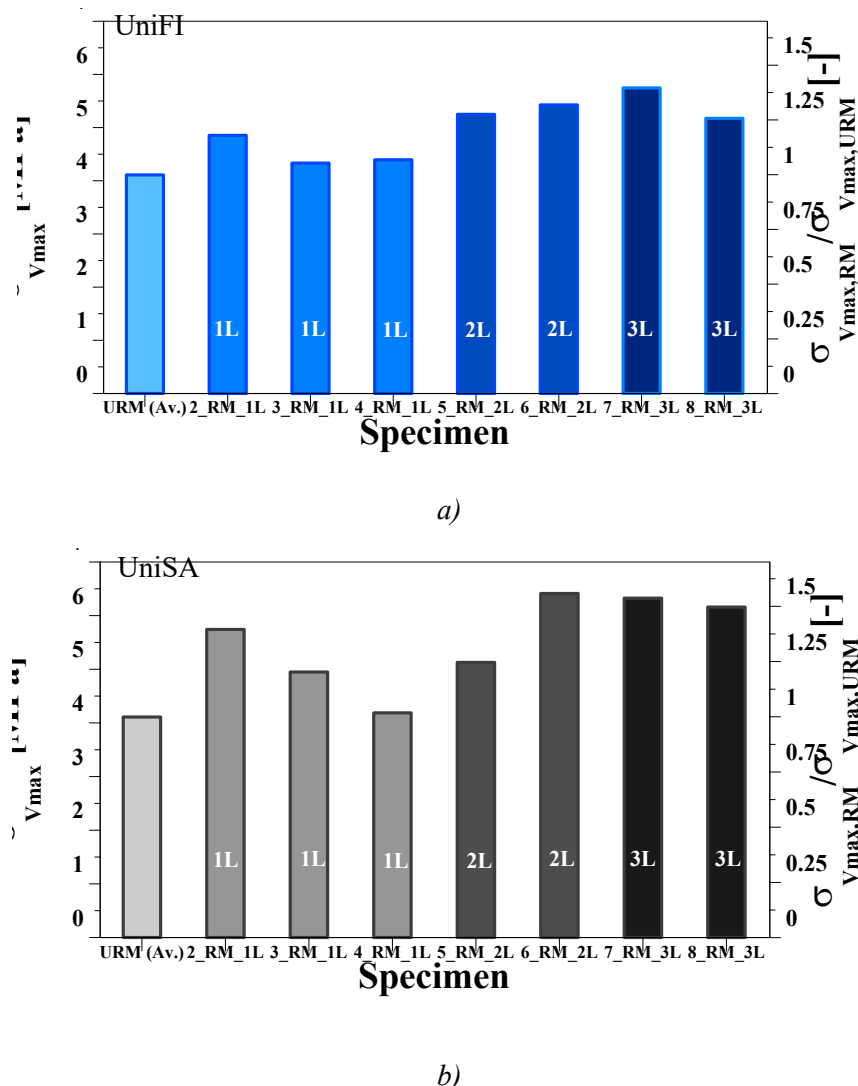 UniFI
6
5
4
3
2
1
0
Vmax
1L
1L
1L
2L
2L
3L
3L
1.5
1.25
1
0.75
0.5
0.25
0
σ Vmax,RM /σ Vmax,URM [-]
URM (Av.) 2_RM_1L 3_RM_1L 4_RM_1L 5_RM_2L 6_RM_2L 7_RM_3L 8_RM_3L
Specimen
a)
UniSA
6
5
4
3
2
1
0
Vmax
1L
1L
1L
2L
2L
3L
3L
1.5
1.25
1
0.75
0.5
0.25
0
σ Vmax,RM /σ Vmax,URM [-]
URM (Av.) 2_RM_1L 3_RM_1L 4_RM_1L 5_RM_2L 6_RM_2L 7_RM_3L 8_RM_3L
Specimen
b)